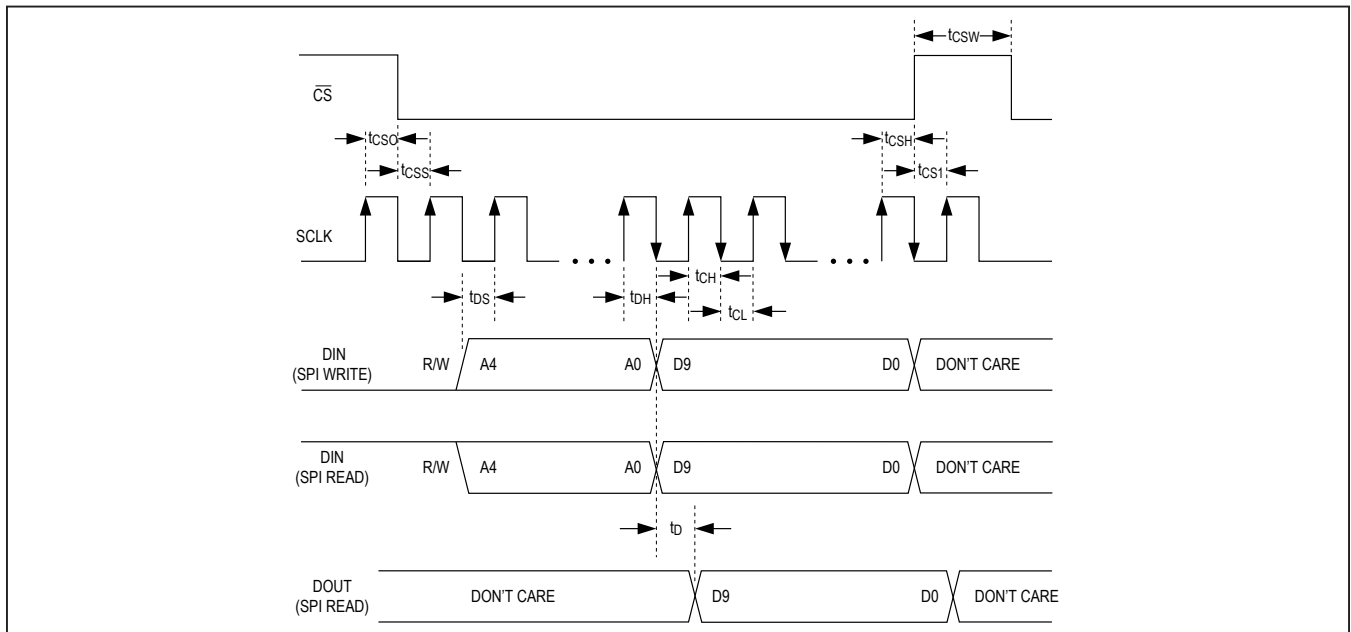 tCSW
CS
tCSO
tCSH
tCSS
tCS1
SCLK
tCH
tDS
tDH
tCL
DIN
(SPI WRITE)
R/W
A4
A0
D9
D0
DON'T CARE
DIN
(SPI READ)
R/W
A4
A0
D9
D0
DON'T CARE
tD
DOUT
(SPI READ)
DON'T CARE
D9
D0
DON'T CARE